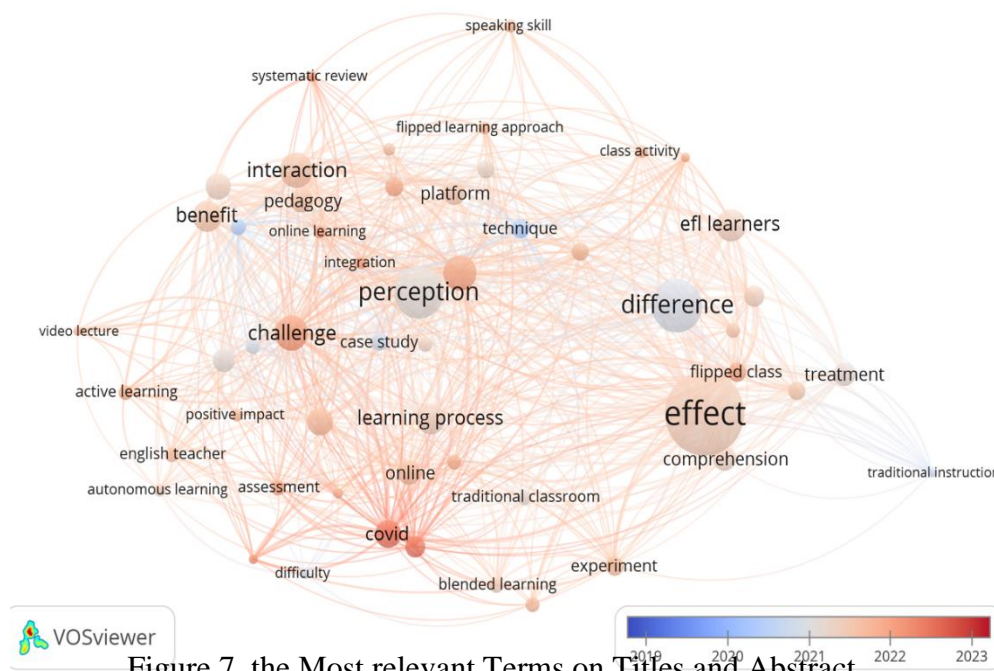 speaking skill
systematic review
flipped learning approach
class activity
interaction
pedagogy
platform
benefit
online learning
technique
efl learners
integration
perception
difference
video lecture
challenge
case study
flipped class
treatment
active learning
positive impact
learning process
effect
english teacher
comprehension
online
traditional instruction
autonomous learning
assessment
traditional classroom
covid
difficulty
experiment
blended learning
VOSviewer
2019 2020 2021 2022 2023
Figure 7. the Most relevant Terms on Titles and Abstract